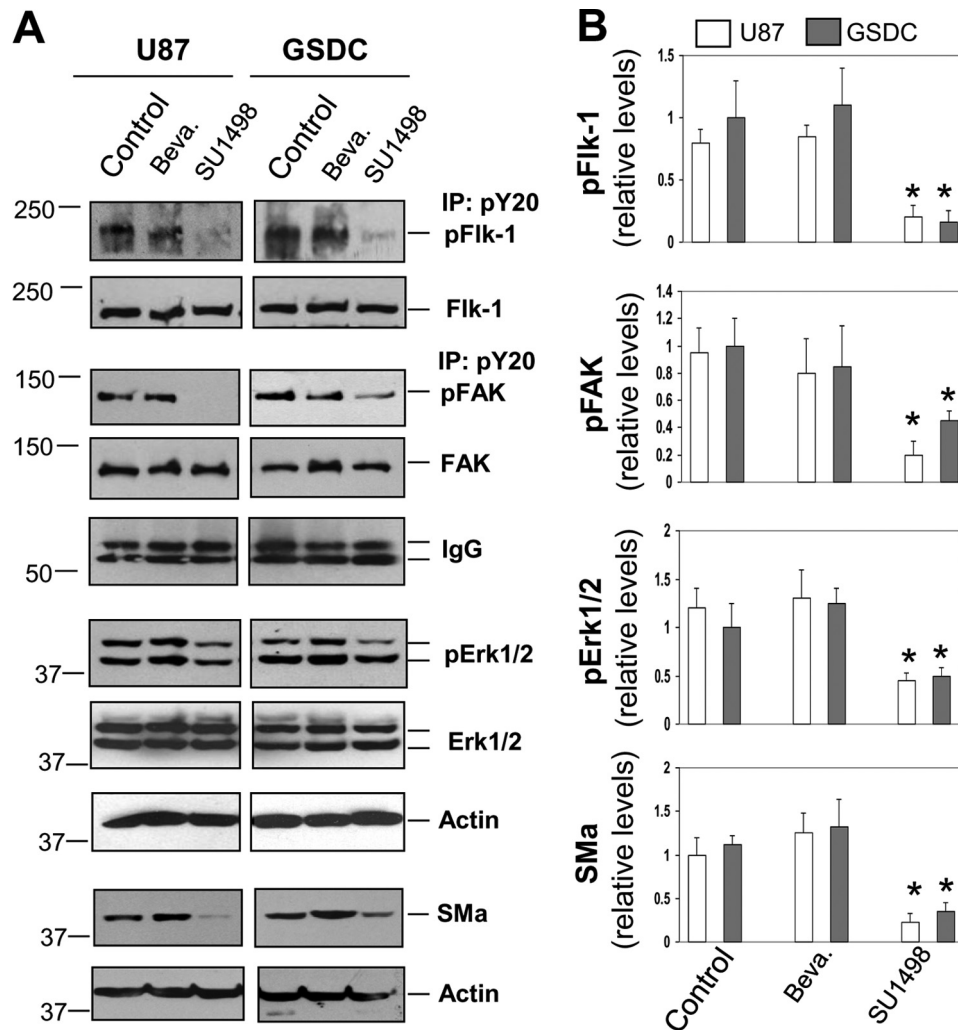 A
U87 GSDC
Control Beva. SU1498 Control Beva. SU1498
250
IP: pY20
pFlk-1
250
Flk-1
IP: pY20
150
pFAK
150
FAK
IgG
50
pErk1/2
37
Erk1/2
37
Actin
37
SMa
37
Actin
37
B
U87 GSDC
pFlk-1
(relative levels)
1.5
1
0.5
0
* *
pFAK
(relative levels)
1.4
1.2
1
0.8
0.6
0.4
0.2
0
* *
pErk1/2
(relative levels)
2
1.5
1
0.5
0
* *
SMa
(relative levels)
2
1.5
1
0.5
0
* *
Control Beva. SU1498